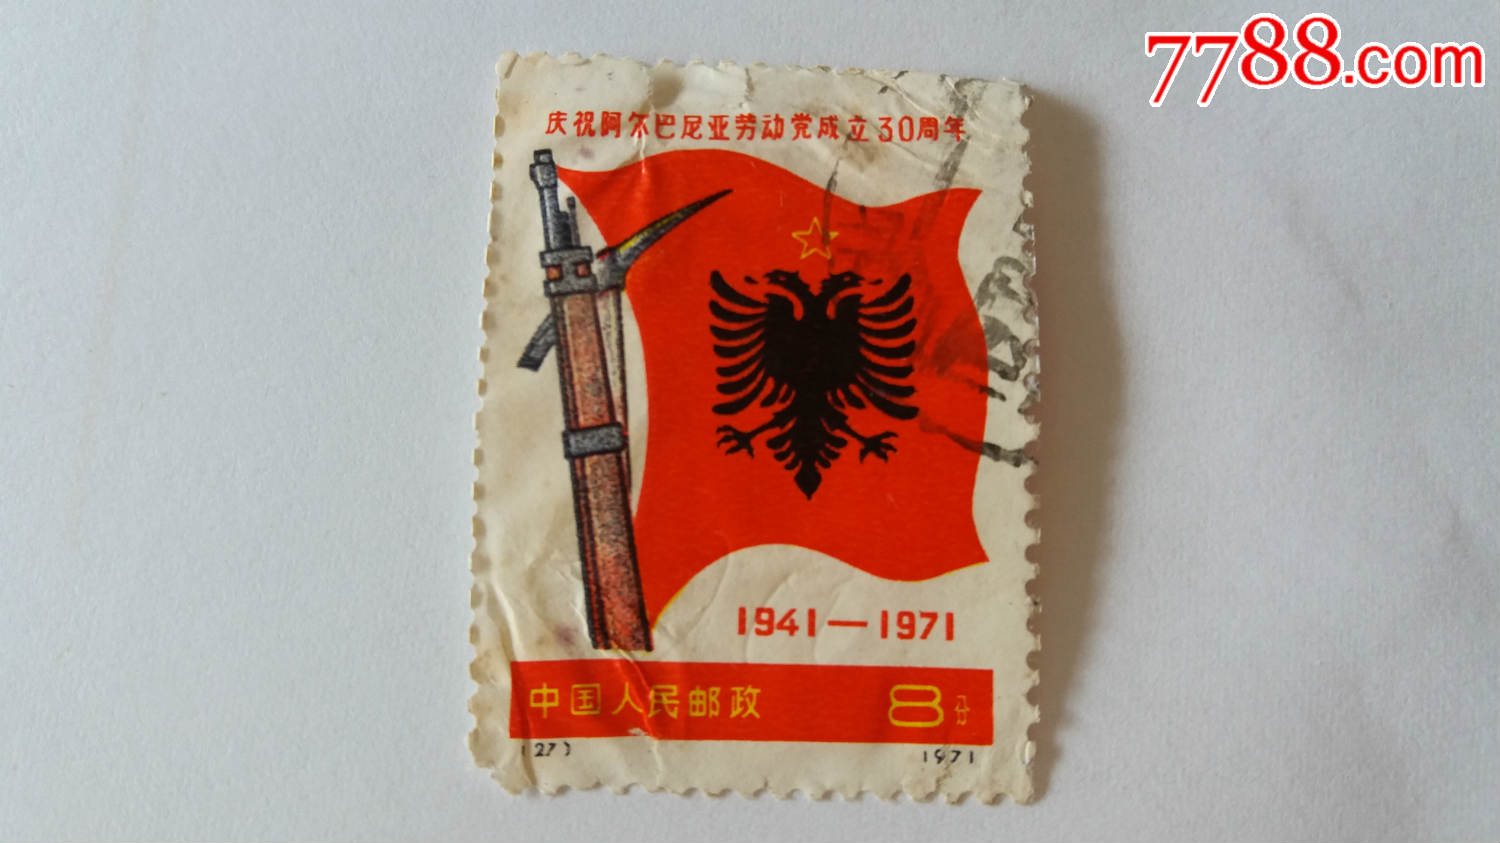 7788.com
庆祝阿尔巴尼亚劳动党成立30周年
1941—1971
中国人民邮政 8分
(27) 1971